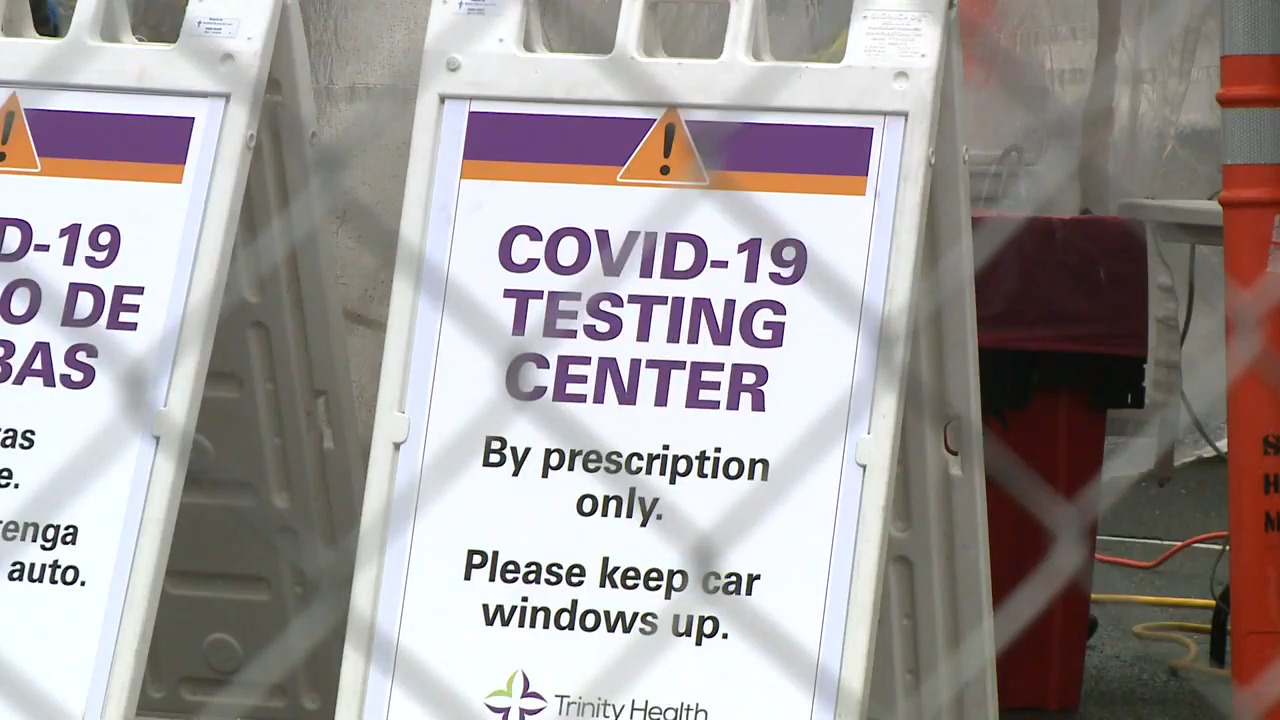 D-19
O DE
BAS
as
e.
enga
auto.
COVID-19
TESTING
CENTER
By prescription
only.
Please keep car
windows up.
Trinity Health
S
H
M